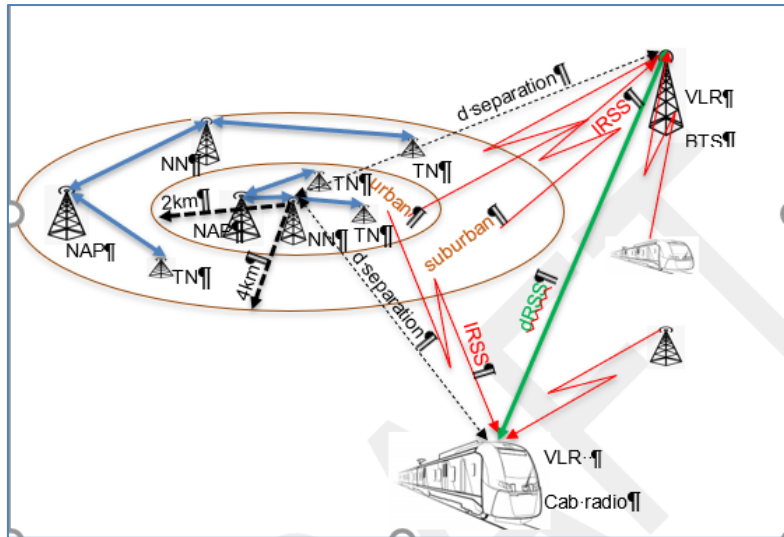 d·separation¶
IRSS¶
VLR¶
BTS¶
NN¶
TN¶
TN¶
urban¶
2km¶
NAP¶
NAP¶
NN¶
TN¶
suburban¶
TN¶
4km¶
d·separation¶
dRSS¶
IRSS¶
VLR··¶
Cab·radio¶